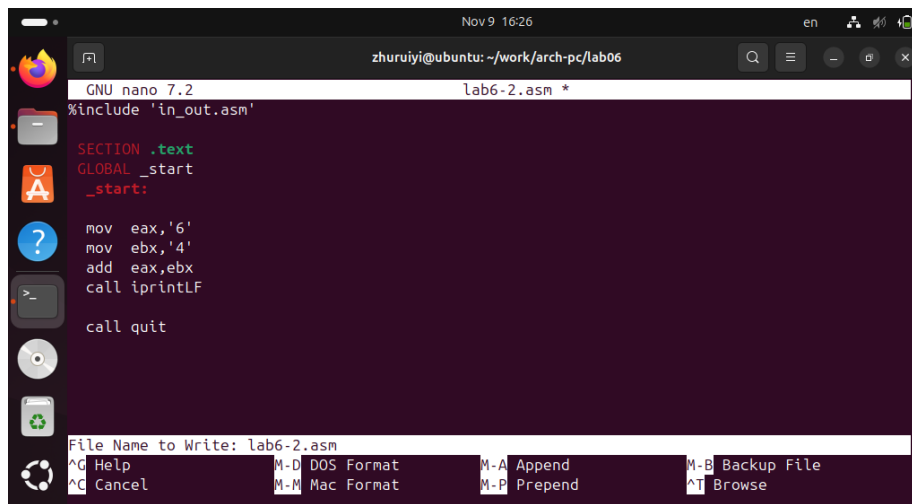 Nov 9 16:26 en
zhuruiyi@ubuntu: ~/work/arch-pc/lab06
GNU nano 7.2 lab6-2.asm *
%include 'in_out.asm'
SECTION .text
GLOBAL _start
_start:
mov eax,'6'
mov ebx,'4'
add eax,ebx
call iprintLF
call quit
File Name to Write: lab6-2.asm
^G Help M-D DOS Format M-A Append M-B Backup File
^C Cancel M-M Mac Format M-P Prepend ^T Browse